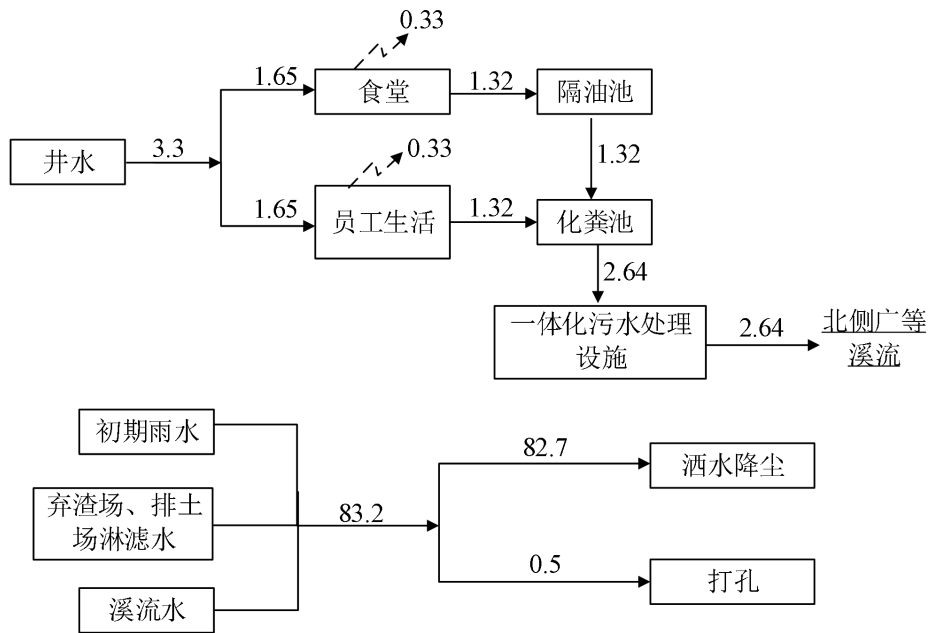 0.33
1.65
食堂
1.32
隔油池
井水
3.3
0.33
1.32
1.65
员工生活
1.32
化粪池
2.64
一体化污水处理
设施
2.64
北侧广等
溪流
初期雨水
82.7
洒水降尘
弃渣场、排土
场淋滤水
83.2
0.5
打孔
溪流水